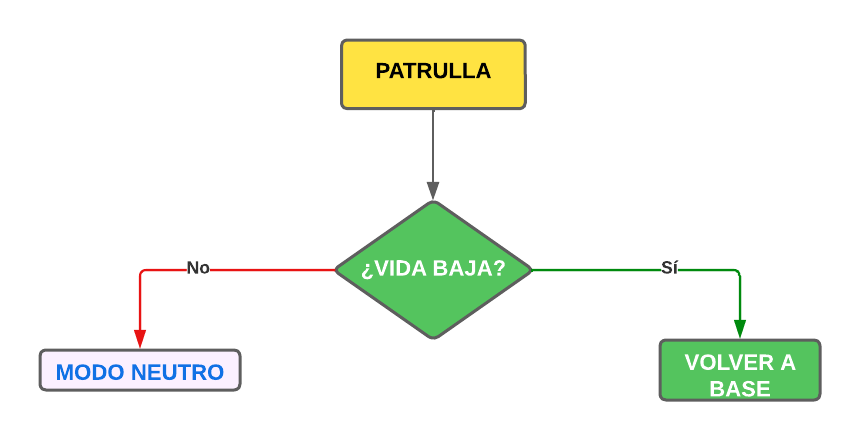 PATRULLA
¿VIDA BAJA?
No
Sí
MODO NEUTRO
VOLVER A
BASE